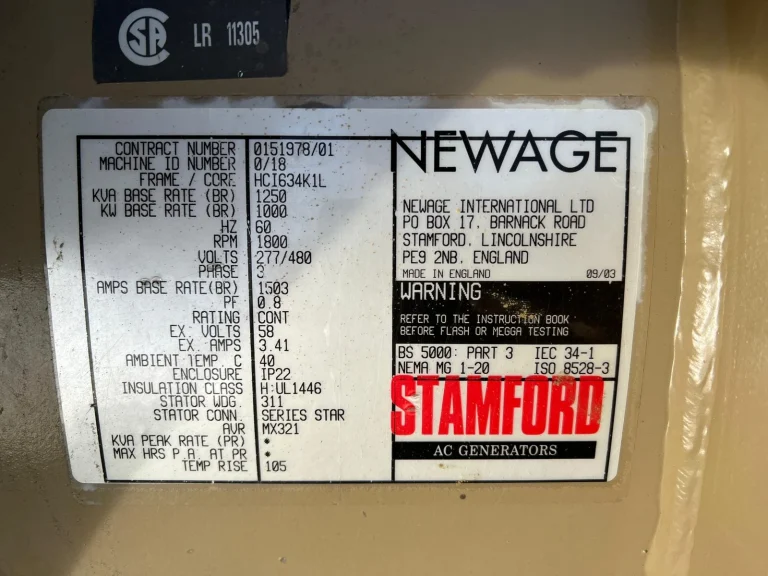 CSA LR 11305
CONTRACT NUMBER 0151978/01
MACHINE ID NUMBER 0/18
FRAME / CORE HCI634K1L
KVA BASE RATE (BR) 1250
KW BASE RATE (BR) 1000
HZ 60
RPM 1800
VOLTS 277/480
PHASE 3
AMPS BASE RATE(BR) 1503
PF 0.8
RATING CONT
EX. VOLTS 58
EX. AMPS 3.41
AMBIENT TEMP. C 40
ENCLOSURE IP22
INSULATION CLASS H:UL1446
STATOR WDG. 311
STATOR CONN. SERIES STAR
AVR MX321
KVA PEAK RATE (PR) *
MAX HRS P.A. AT PR *
TEMP RISE 105
NEWAGE
NEWAGE INTERNATIONAL LTD
PO BOX 17. BARNACK ROAD
STAMFORD. LINCOLNSHIRE
PE9 2NB. ENGLAND
MADE IN ENGLAND 09/03
WARNING
REFER TO THE INSTRUCTION BOOK
BEFORE FLASH OR MEGGA TESTING
BS 5000: PART 3 IEC 34-1
NEMA MG 1-20 ISO 8528-3
STAMFORD
AC GENERATORS